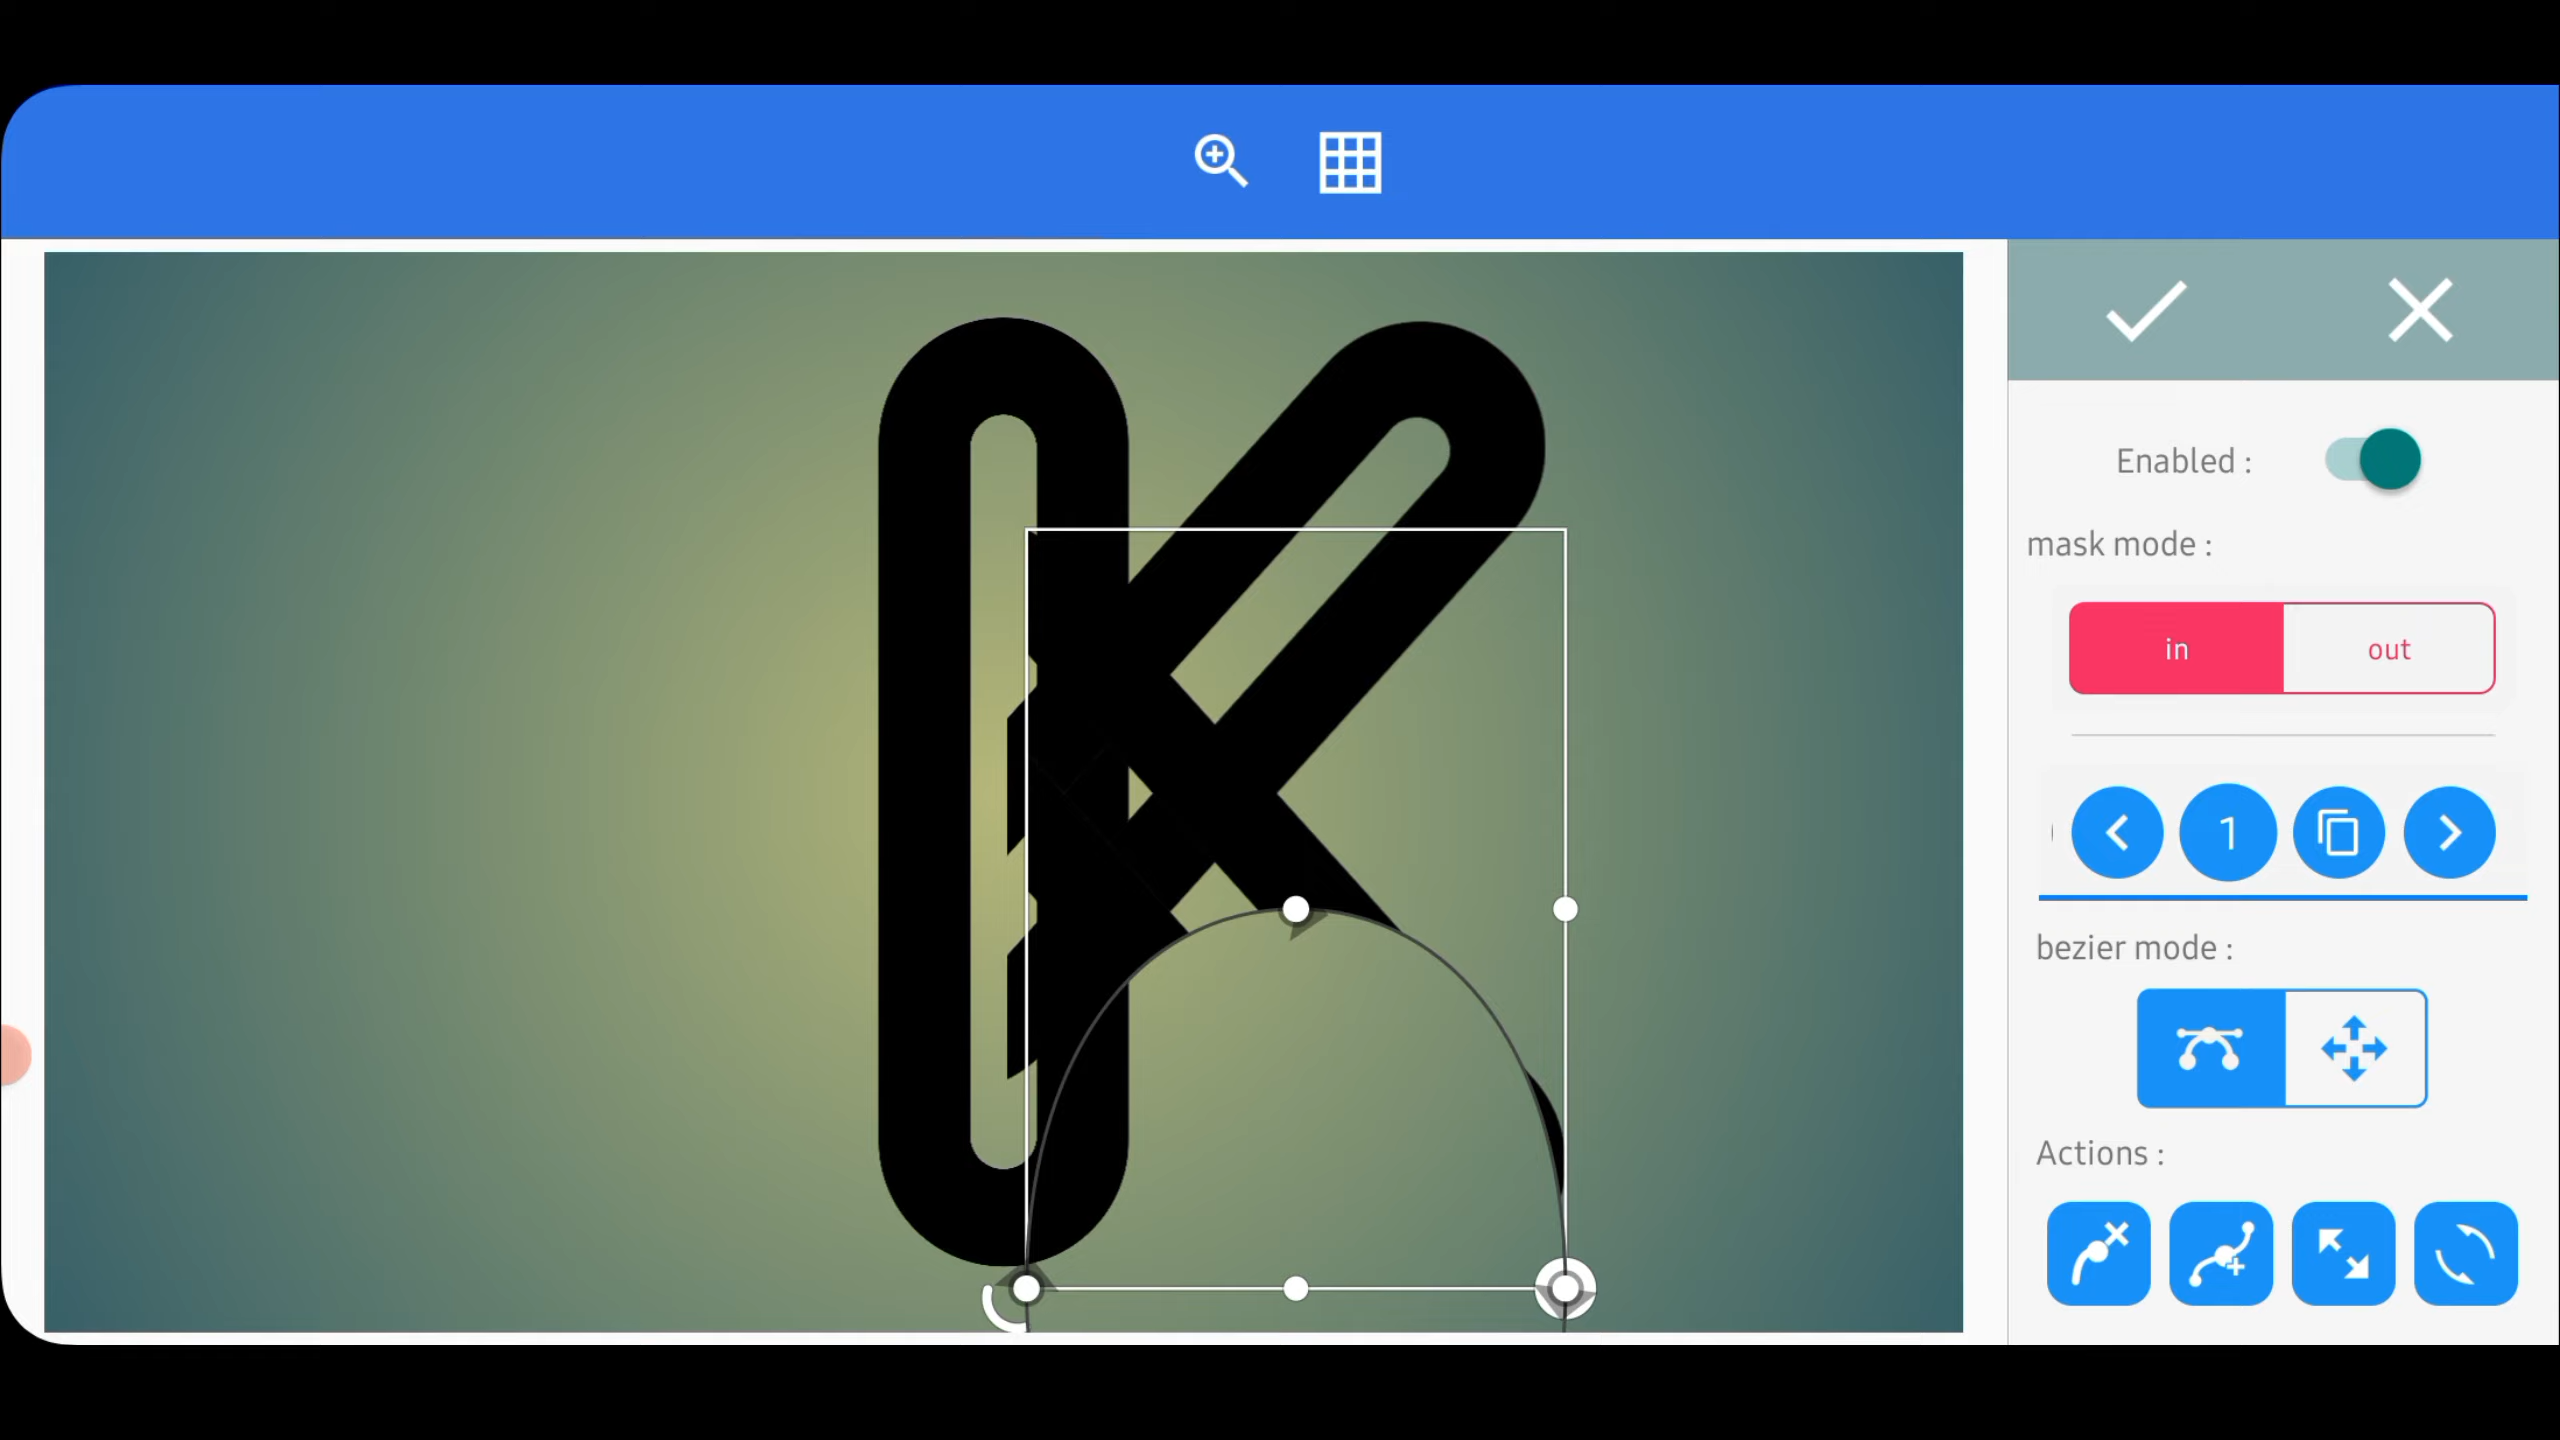 Enabled :
mask mode :
in out
1
bezier mode :
Actions :